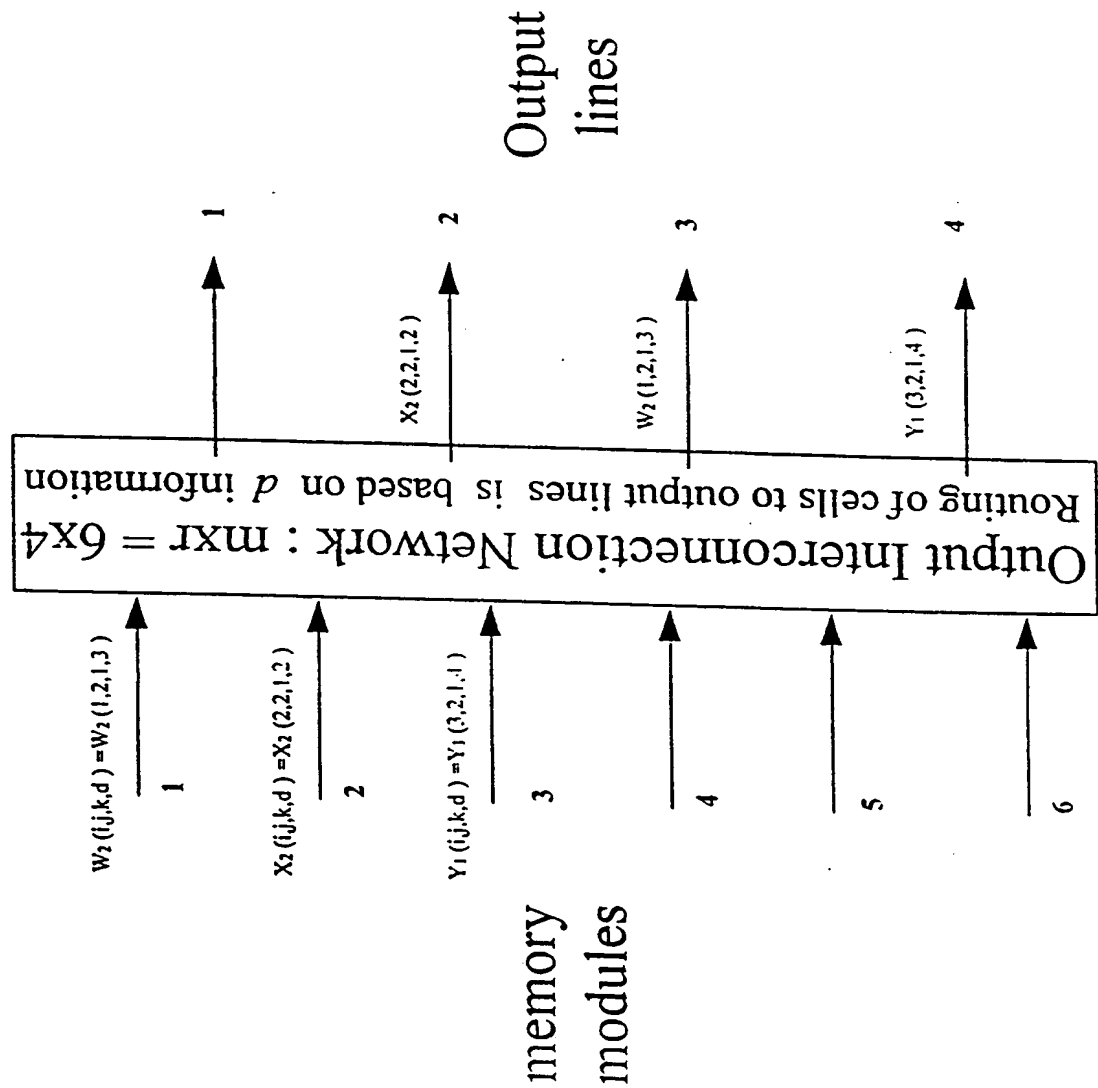 memory
modules
W2 (i,j,k,d ) =W2 (1,2,1,3)
1
X2 (i,j,k,d ) =X2 (2,2,1,2)
2
Y1 (i,j,k,d ) =Y1 (3,2,1,4)
3
4
5
6
Output Interconnection Network : mxr = 6x4
Routing of cells to output lines is based on d information
1
X2 (2,2,1,2)
2
W2 (1,2,1,3 )
3
Y1 (3,2,1,4)
4
Output
lines